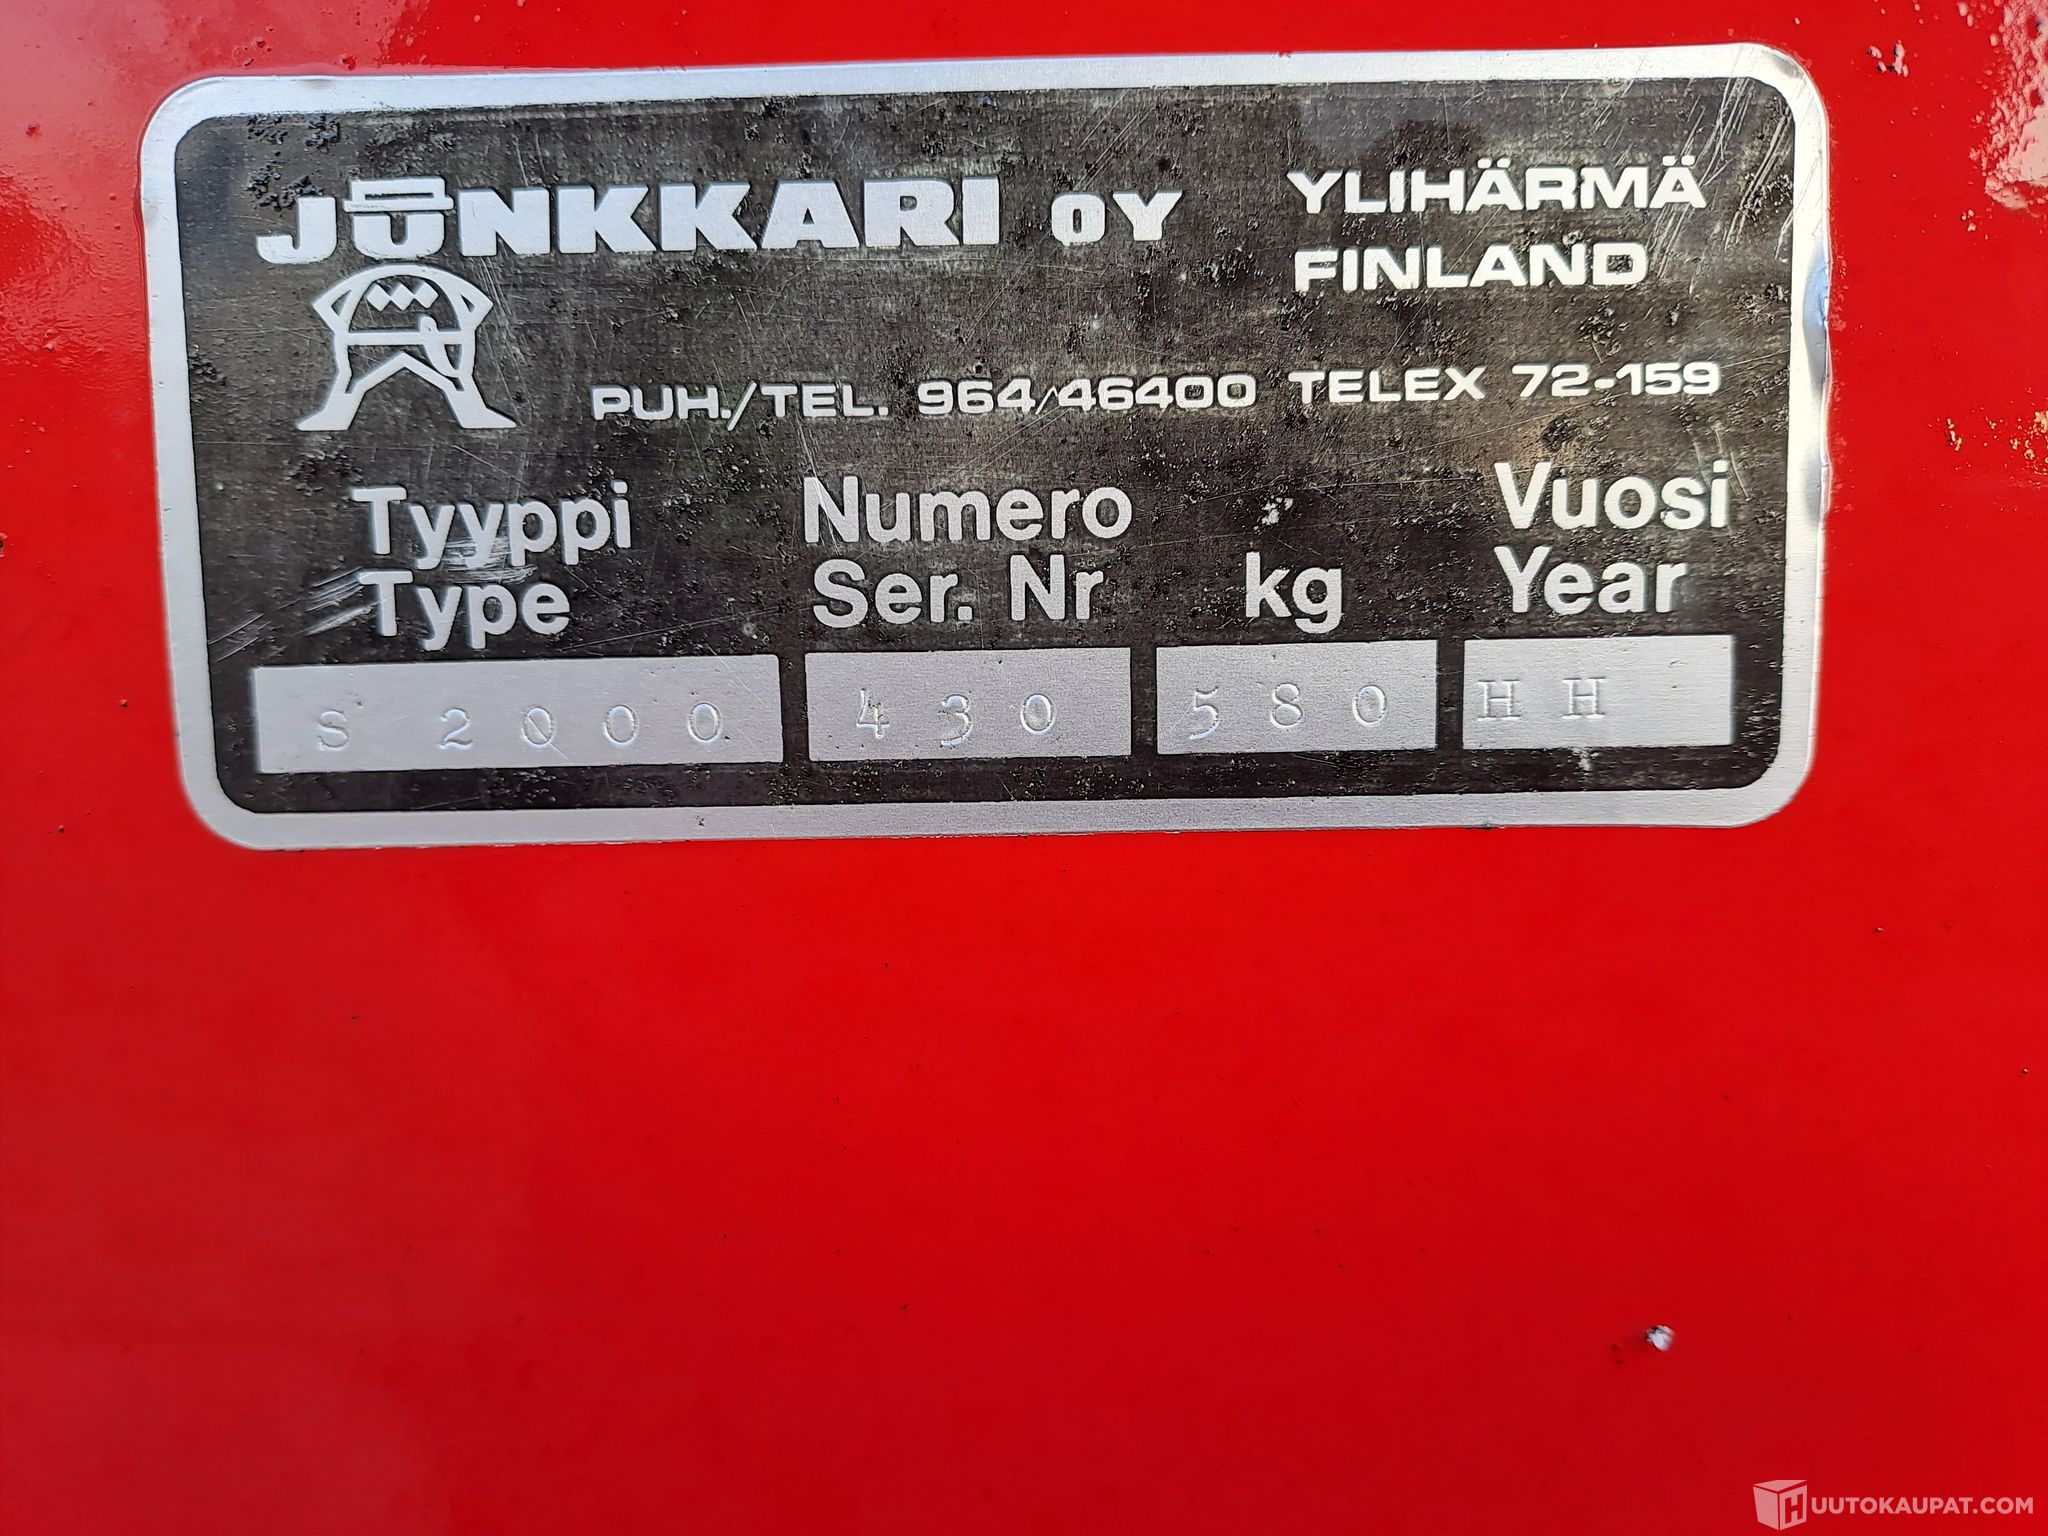 JUNKKARI OY YLIHÄRMÄ
FINLAND
PUH./TEL. 964/46400 TELEX 72-159
Tyyppi Numero Vuosi
Type Ser. Nr kg Year
S 2000 430 580 HH
HUUTOKAUPAT.COM